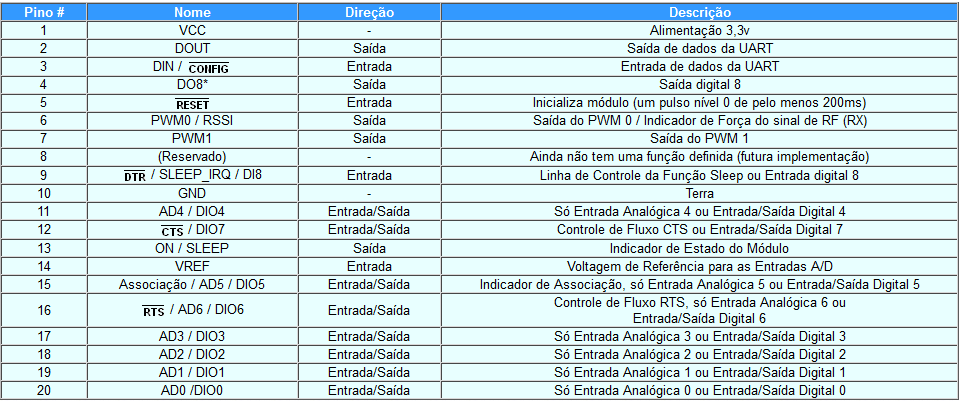 Pino # Nome Direção Descrição
1 VCC - Alimentação 3,3v
2 DOUT Saída Saída de dados da UART
3 DIN / CONFIG Entrada Entrada de dados da UART
4 DO8* Saída Saída digital 8
5 RESET Entrada Inicializa módulo (um pulso nível 0 de pelo menos 200ms)
6 PWM0 / RSSI Saída Saída do PWM 0 / Indicador de Força do sinal de RF (RX)
7 PWM1 Saída Saída do PWM 1
8 (Reservado) - Ainda não tem uma função definida (futura implementação)
9 DTR / SLEEP_IRQ / DI8 Entrada Linha de Controle da Função Sleep ou Entrada digital 8
10 GND - Terra
11 AD4 / DIO4 Entrada/Saída Só Entrada Analógica 4 ou Entrada/Saída Digital 4
12 CTS / DIO7 Entrada/Saída Controle de Fluxo CTS ou Entrada/Saída Digital 7
13 ON / SLEEP Saída Indicador de Estado do Módulo
14 VREF Entrada Voltagem de Referência para as Entradas A/D
15 Associação / AD5 / DIO5 Entrada/Saída Indicador de Associação, só Entrada Analógica 5 ou Entrada/Saída Digital 5
16 RTS / AD6 / DIO6 Entrada/Saída Controle de Fluxo RTS, só Entrada Analógica 6 ou
Entrada/Saída Digital 6
17 AD3 / DIO3 Entrada/Saída Só Entrada Analógica 3 ou Entrada/Saída Digital 3
18 AD2 / DIO2 Entrada/Saída Só Entrada Analógica 2 ou Entrada/Saída Digital 2
19 AD1 / DIO1 Entrada/Saída Só Entrada Analógica 1 ou Entrada/Saída Digital 1
20 AD0 /DIO0 Entrada/Saída Só Entrada Analógica 0 ou Entrada/Saída Digital 0